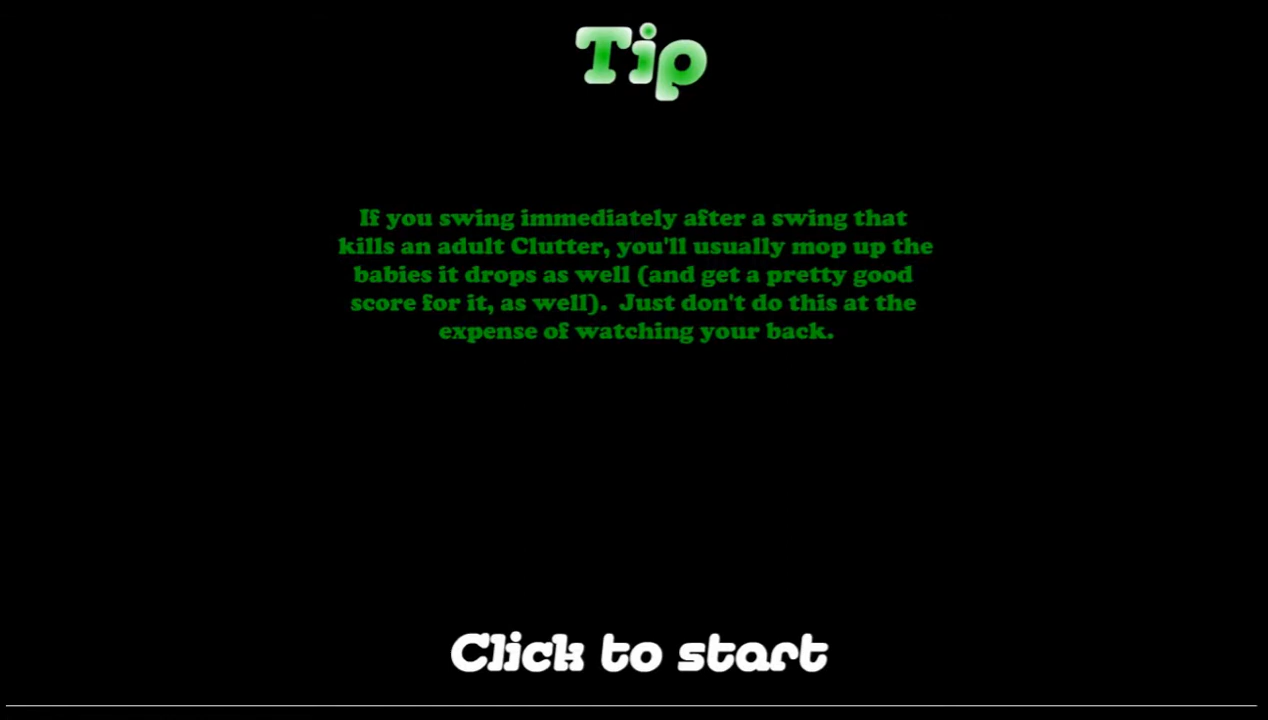 Tip
If you swing immediately after a swing that
kills an adult Clutter, you'll usually mop up the
babies it drops as well (and get a pretty good
score for it, as well).  Just don't do this at the
expense of watching your back.
Click to start